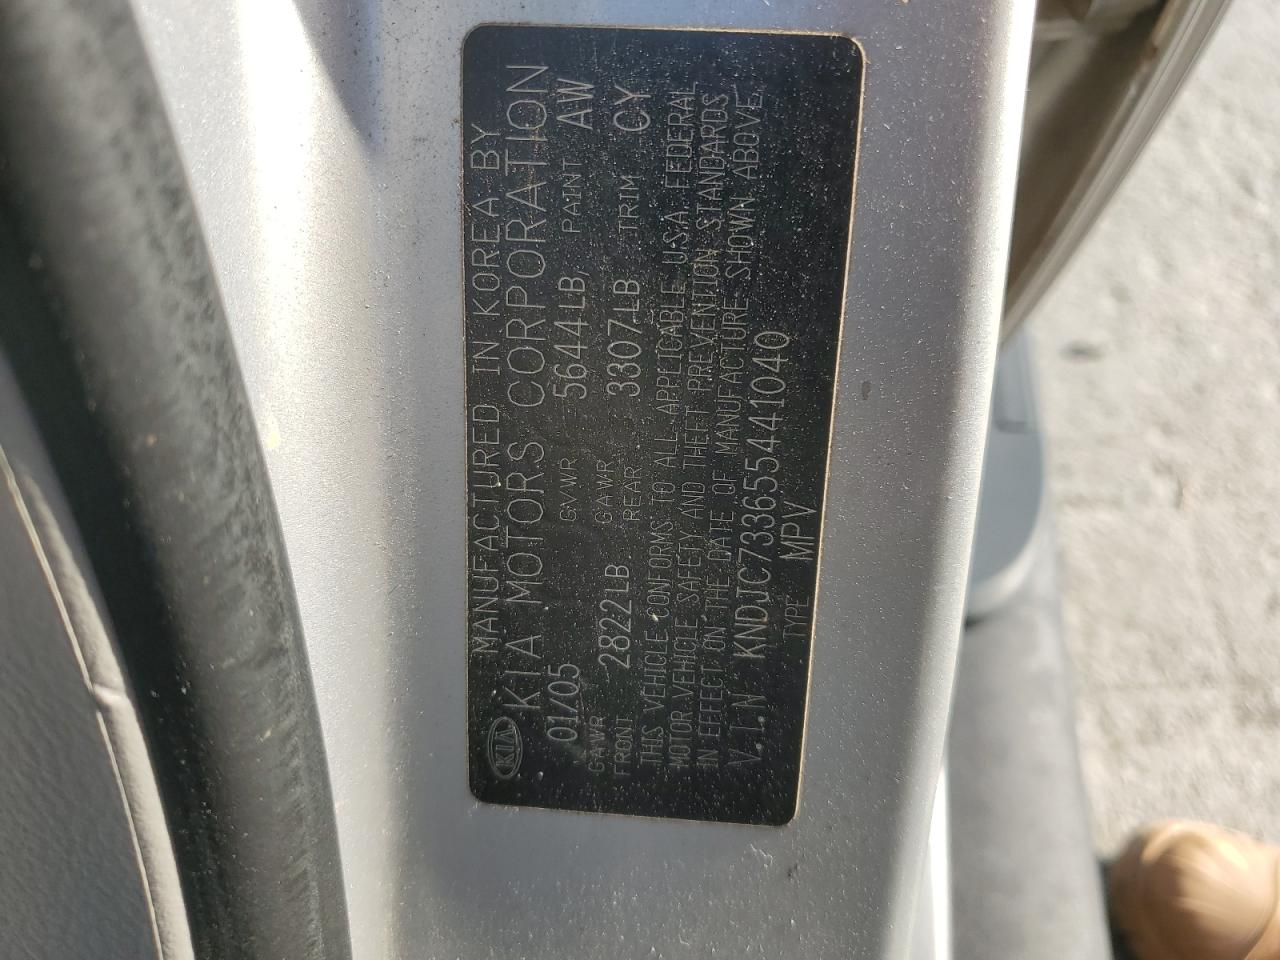 MANUFACTURED IN KOREA BY
KIA KIA MOTORS CORPORATION
01/05 GVWR 5644LB, PATENT AW
GAWR FRONT 2822LB GAWR REAR 3307LB TRIM CY
THIS VEHICLE CONFORMS TO ALL APPLICABLE U.S.A. FEDERAL
MOTOR VEHICLE SAFETY AND THEFT PREVENTION STANDARDS
IN EFFECT ON THE DATE OF MANUFACTURE SHOWN ABOVE.
V.I.N KNDJC733655441040
TYPE MPV